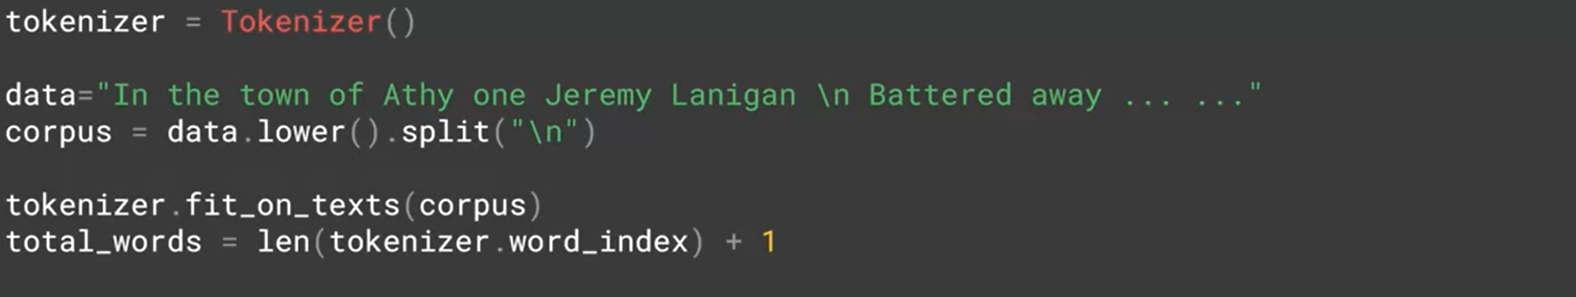 tokenizer = Tokenizer()
data="In the town of Athy one Jeremy Lanigan \n Battered away ... ..."
corpus = data.lower().split("\n")
tokenizer.fit_on_texts(corpus)
total_words = len(tokenizer.word_index) + 1